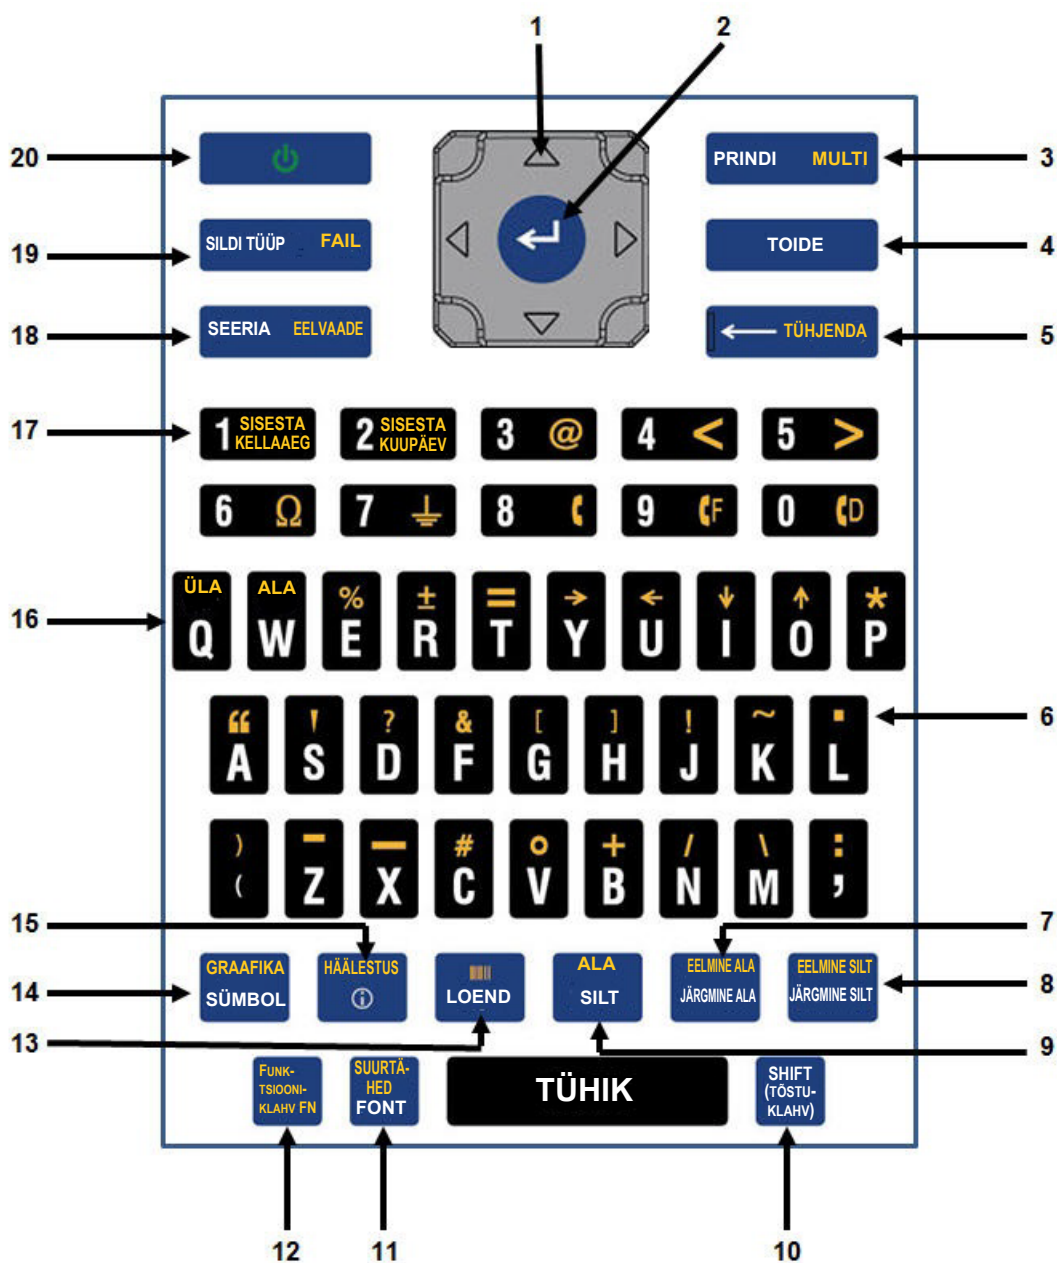 1 2
20 PRINDI MULTI 3
19 SILDI TÜÜP FAIL TOIDE 4
18 SEERIA EELVAADE TÜHJENDA 5
17 1 SISESTA KELLAAEG 2 SISESTA KUUPÄEV 3 @ 4 < 5 >
6 Ω 7 ⏚ 8 9 F 0 D
ÜLA ALA % ± = → ← ↓ ↑ *
16 Q W E R T Y U I O P
“ ' ? & [ ] ! ~ . 6
A S D F G H J K L
) - — # o + / \ :
( Z X C V B N M ;
15 7
GRAAFIKA HÄÄLESTUS ALA EELMINE ALA EELMINE SILT
14 SÜMBOL i LOEND SILT JÄRGMINE ALA JÄRGMINE SILT 8
13 9
FUNK-
TSIOONI-
KLAHV FN
SUURTÄ-
HED
FONT
TÜHIK
SHIFT
(TÕSTU-
KLAHV)
12 11 10